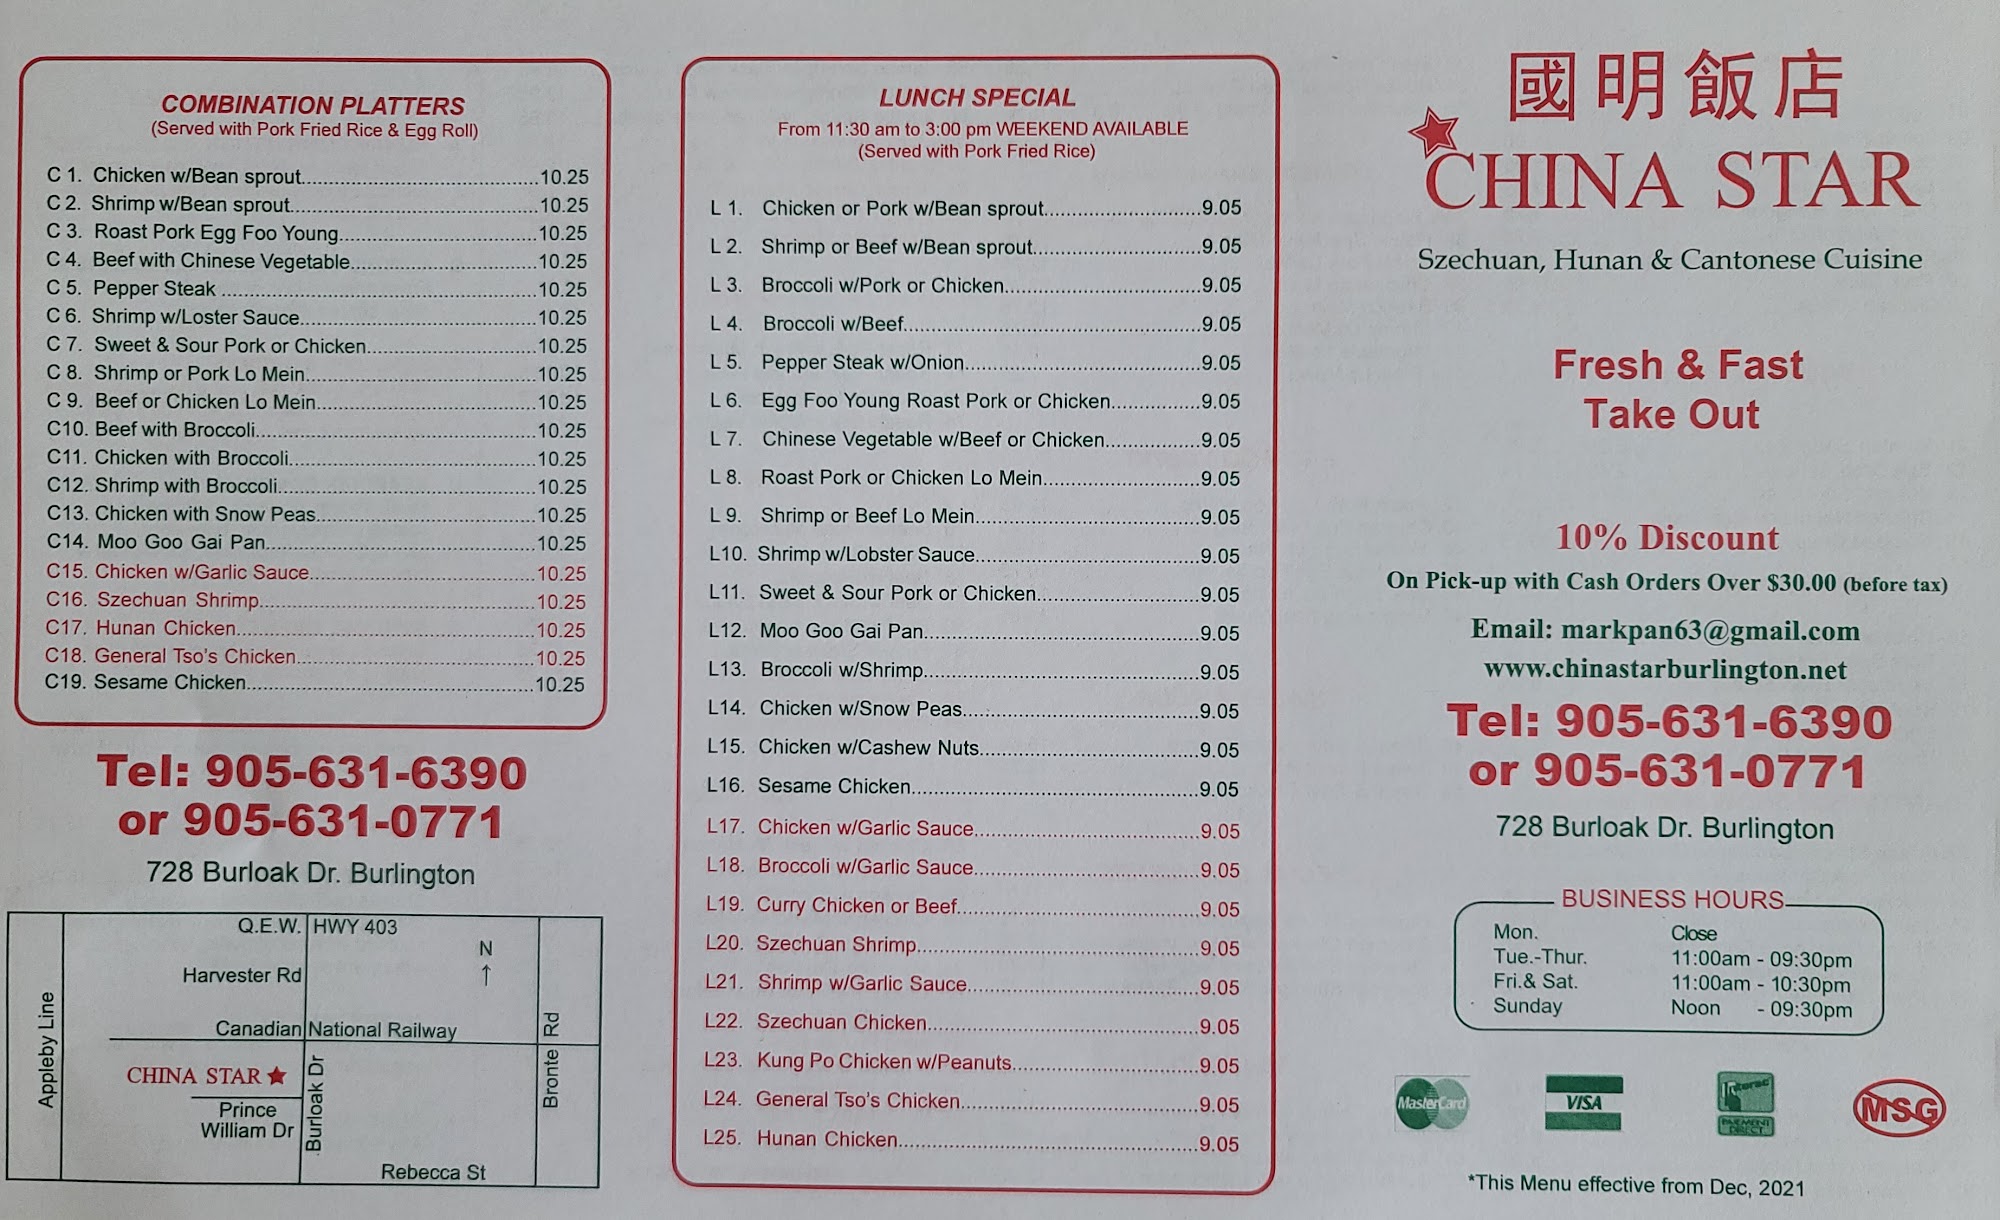 COMBINATION PLATTERS
(Served with Pork Fried Rice & Egg Roll)
C 1. Chicken w/Bean sprout 10.25
C 2. Shrimp w/Bean sprout 10.25
C 3. Roast Pork Egg Foo Young 10.25
C 4. Beef with Chinese Vegetable 10.25
C 5. Pepper Steak 10.25
C 6. Shrimp w/Loster Sauce 10.25
C 7. Sweet & Sour Pork or Chicken 10.25
C 8. Shrimp or Pork Lo Mein 10.25
C 9. Beef or Chicken Lo Mein 10.25
C10. Beef with Broccoli 10.25
C11. Chicken with Broccoli 10.25
C12. Shrimp with Broccoli 10.25
C13. Chicken with Snow Peas 10.25
C14. Moo Goo Gai Pan 10.25
C15. Chicken w/Garlic Sauce 10.25
C16. Szechuan Shrimp 10.25
C17. Hunan Chicken 10.25
C18. General Tso's Chicken 10.25
C19. Sesame Chicken 10.25
Tel: 905-631-6390
or 905-631-0771
728 Burloak Dr. Burlington
Q.E.W. HWY 403
N
Harvester Rd
Canadian National Railway
Appleby Line
CHINA STAR
Prince
William Dr
Burloak Dr
Bronte Rd
Rebecca St
LUNCH SPECIAL
From 11:30 am to 3:00 pm WEEKEND AVAILABLE
(Served with Pork Fried Rice)
L 1. Chicken or Pork w/Bean sprout 9.05
L 2. Shrimp or Beef w/Bean sprout 9.05
L 3. Broccoli w/Pork or Chicken 9.05
L 4. Broccoli w/Beef 9.05
L 5. Pepper Steak w/Onion 9.05
L 6. Egg Foo Young Roast Pork or Chicken 9.05
L 7. Chinese Vegetable w/Beef or Chicken 9.05
L 8. Roast Pork or Chicken Lo Mein 9.05
L 9. Shrimp or Beef Lo Mein 9.05
L10. Shrimp w/Lobster Sauce 9.05
L11. Sweet & Sour Pork or Chicken 9.05
L12. Moo Goo Gai Pan 9.05
L13. Broccoli w/Shrimp 9.05
L14. Chicken w/Snow Peas 9.05
L15. Chicken w/Cashew Nuts 9.05
L16. Sesame Chicken 9.05
L17. Chicken w/Garlic Sauce 9.05
L18. Broccoli w/Garlic Sauce 9.05
L19. Curry Chicken or Beef 9.05
L20. Szechuan Shrimp 9.05
L21. Shrimp w/Garlic Sauce 9.05
L22. Szechuan Chicken 9.05
L23. Kung Po Chicken w/Peanuts 9.05
L24. General Tso's Chicken 9.05
L25. Hunan Chicken 9.05
國明飯店
CHINA STAR
Szechuan, Hunan & Cantonese Cuisine
Fresh & Fast
Take Out
10% Discount
On Pick-up with Cash Orders Over $30.00 (before tax)
Email: markpan63@gmail.com
www.chinastarburlington.net
Tel: 905-631-6390
or 905-631-0771
728 Burloak Dr. Burlington
BUSINESS HOURS
Mon. Close
Tue.-Thur. 11:00am - 09:30pm
Fri.& Sat. 11:00am - 10:30pm
Sunday Noon - 09:30pm
MasterCard
VISA
Interac
PAIEMENT
DIRECT
MSG
*This Menu effective from Dec, 2021